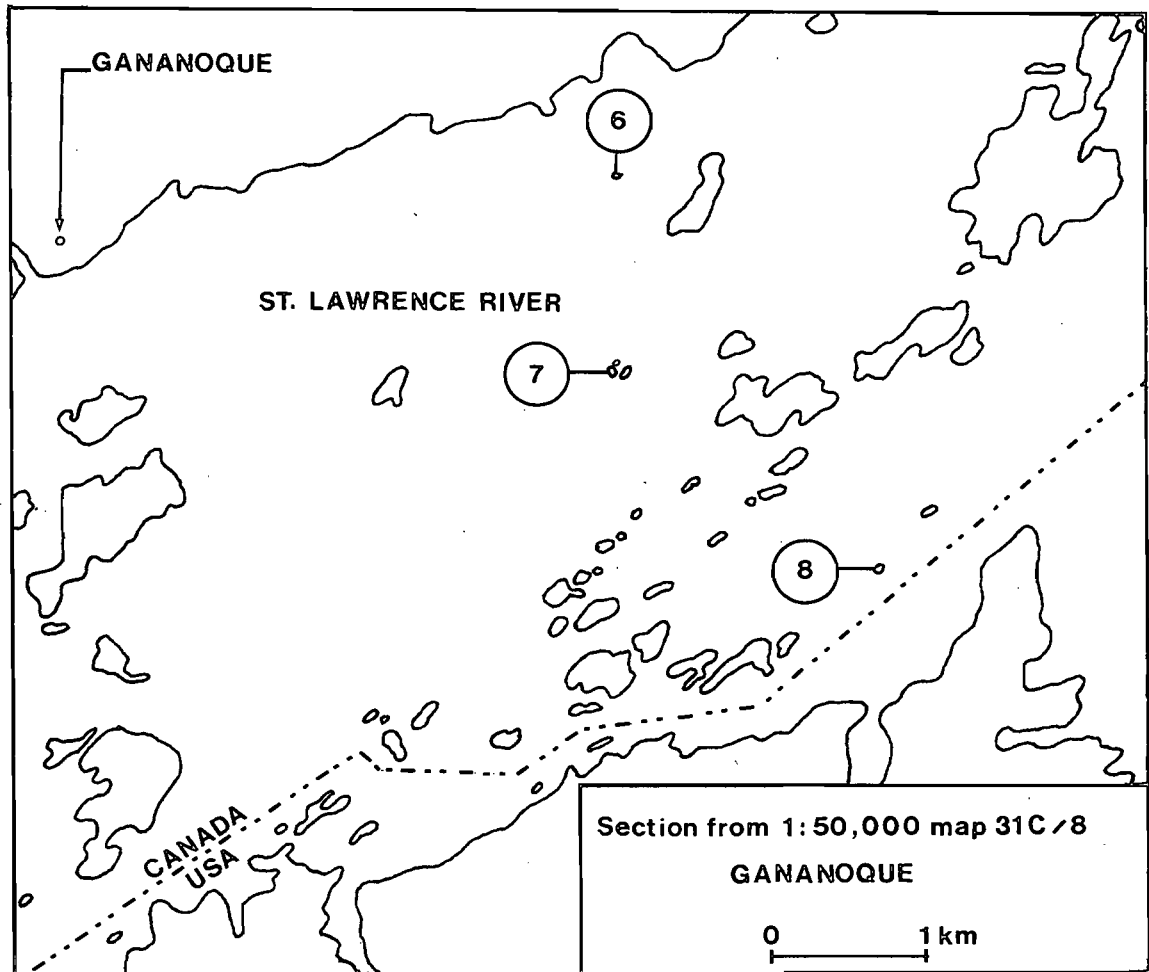 GANANOQUE
6
ST. LAWRENCE RIVER
7
8
CANADA
USA
Section from 1:50,000 map 31C/8
GANANOQUE
0 1 km